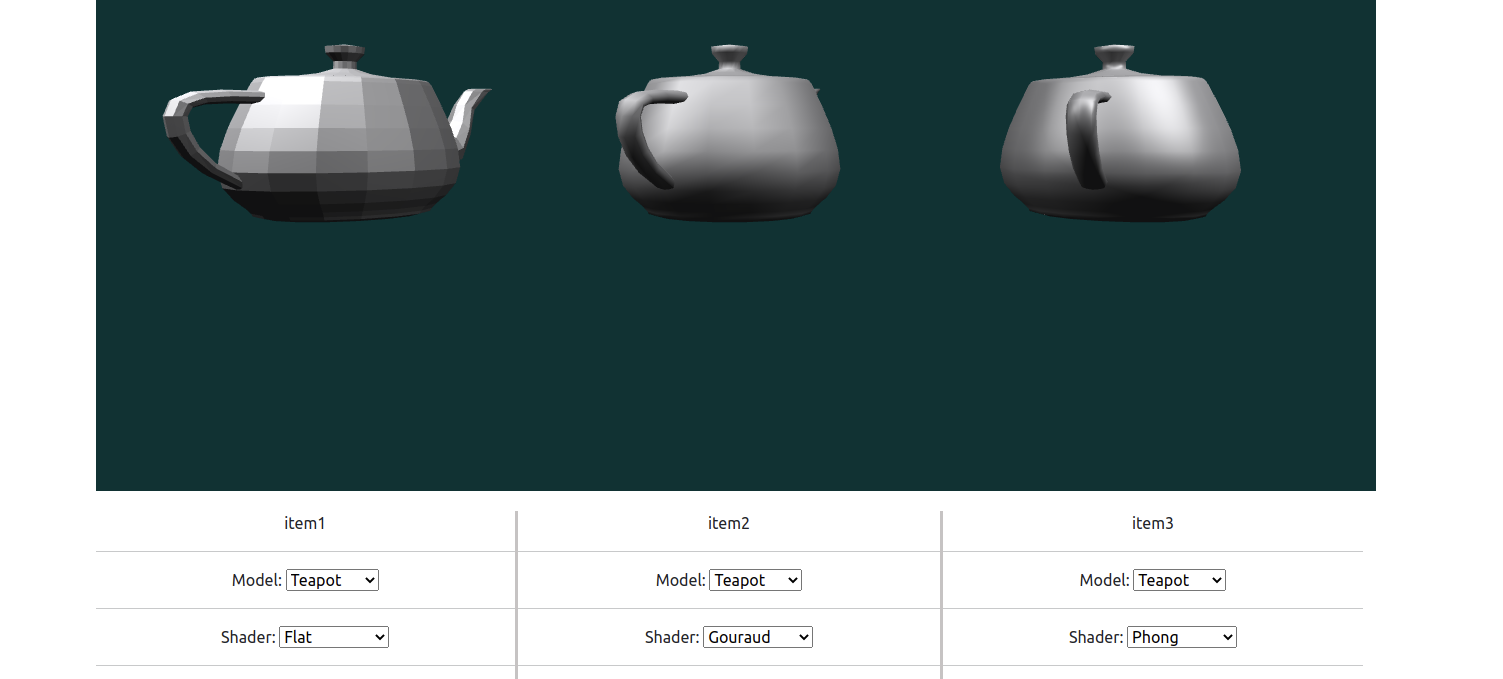 item1 item2 item3
Model: Teapot Model: Teapot Model: Teapot
Shader: Flat Shader: Gouraud Shader: Phong